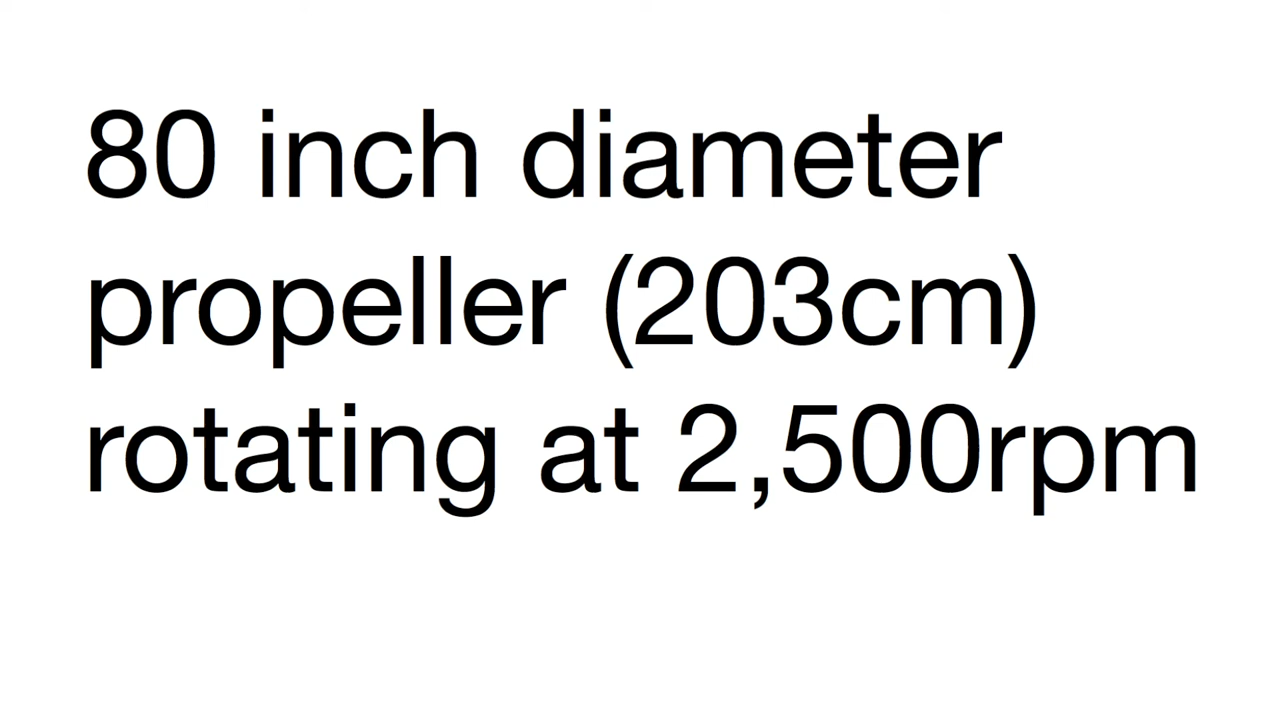 80 inch diameter
propeller (203cm)
rotating at 2,500rpm